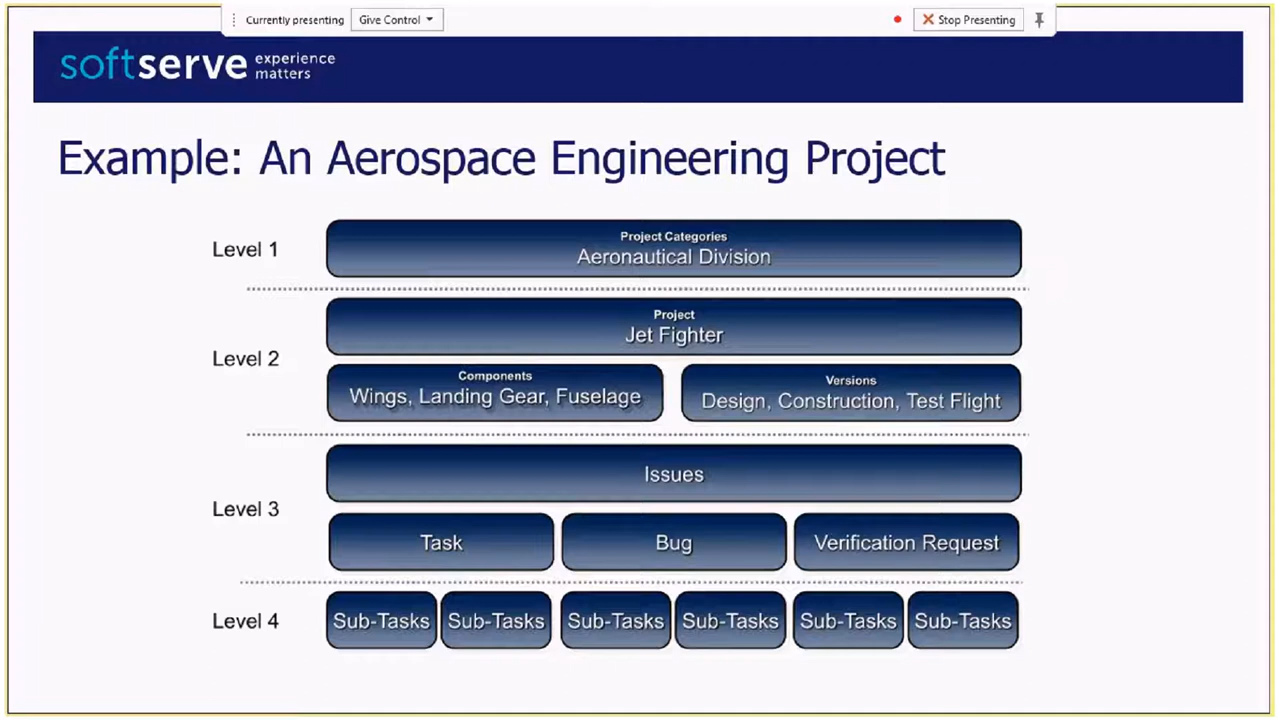 Currently presenting Give Control Stop Presenting
softserve experience matters
Example: An Aerospace Engineering Project
Level 1
Project Categories
Aeronautical Division
Level 2
Project
Jet Fighter
Components
Wings, Landing Gear, Fuselage
Versions
Design, Construction, Test Flight
Level 3
Issues
Task Bug Verification Request
Level 4
Sub-Tasks Sub-Tasks Sub-Tasks Sub-Tasks Sub-Tasks Sub-Tasks